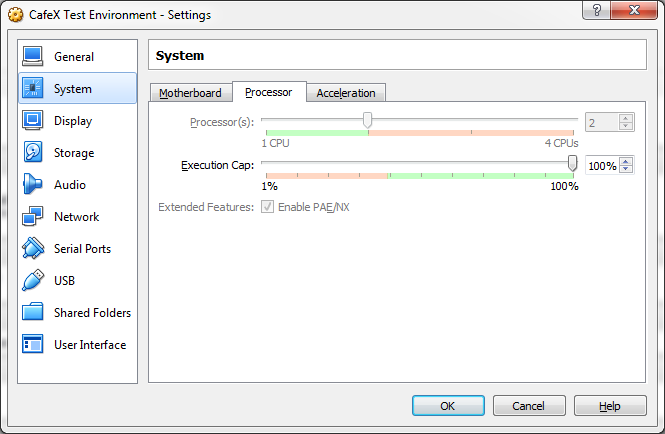 CafeX Test Environment - Settings
General
System
Display
Storage
Audio
Network
Serial Ports
USB
Shared Folders
User Interface
System
Motherboard Processor Acceleration
Processor(s): 2
1 CPU 4 CPUs
Execution Cap: 100%
1% 100%
Extended Features: Enable PAE/NX
OK Cancel Help